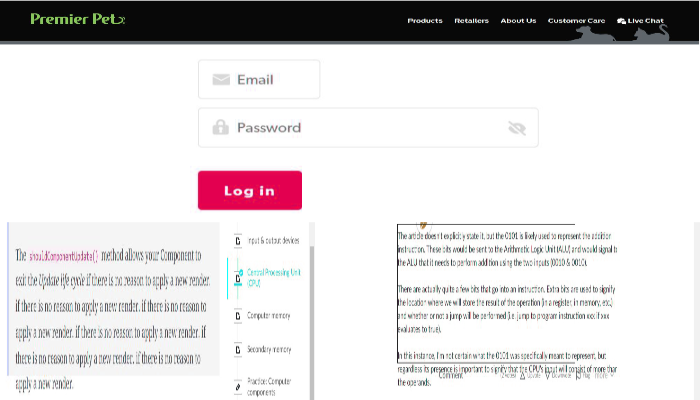 Premier Pet
Products
Retailers
About Us
Customer Care
Live Chat
Email
Password
Log in
The shouldComponentUpdate() method allows your Component to
exit the Update life cycle if there is no reason to apply a new render.
if there is no reason to apply a new render. if there is no reason to
apply a new render. if there is no reason to apply a new render. if
there is no reason to apply a new render. if there is no reason to
apply a new render.
Input & output devices
Central Processing Unit
(CPU)
Computer memory
Secondary memory
Practice: Computer
components
The article doesn't explicitly state it, but the 0101 is likely used to represent the addition
instruction. These bits would be sent to the Arithmetic Logic Unit (ALU) and would signal to
the ALU that it needs to perform addition using the two inputs (0010 & 0010).
There are actually quite a few bits that go into an instruction. Extra bits are used to signify
the location where we will store the result of the operation (in a register, in memory, etc.)
and whether or not a jump will be performed (i.e. jump to program instruction xxx if xxx
evaluates to true).
In this instance, I'm not certain what the 0101 was specifically meant to represent, but
regardless its presence is important to signify that the CPU's input will consist of more than
the operands.
Comment
Upvote
Downvote
Flag
more